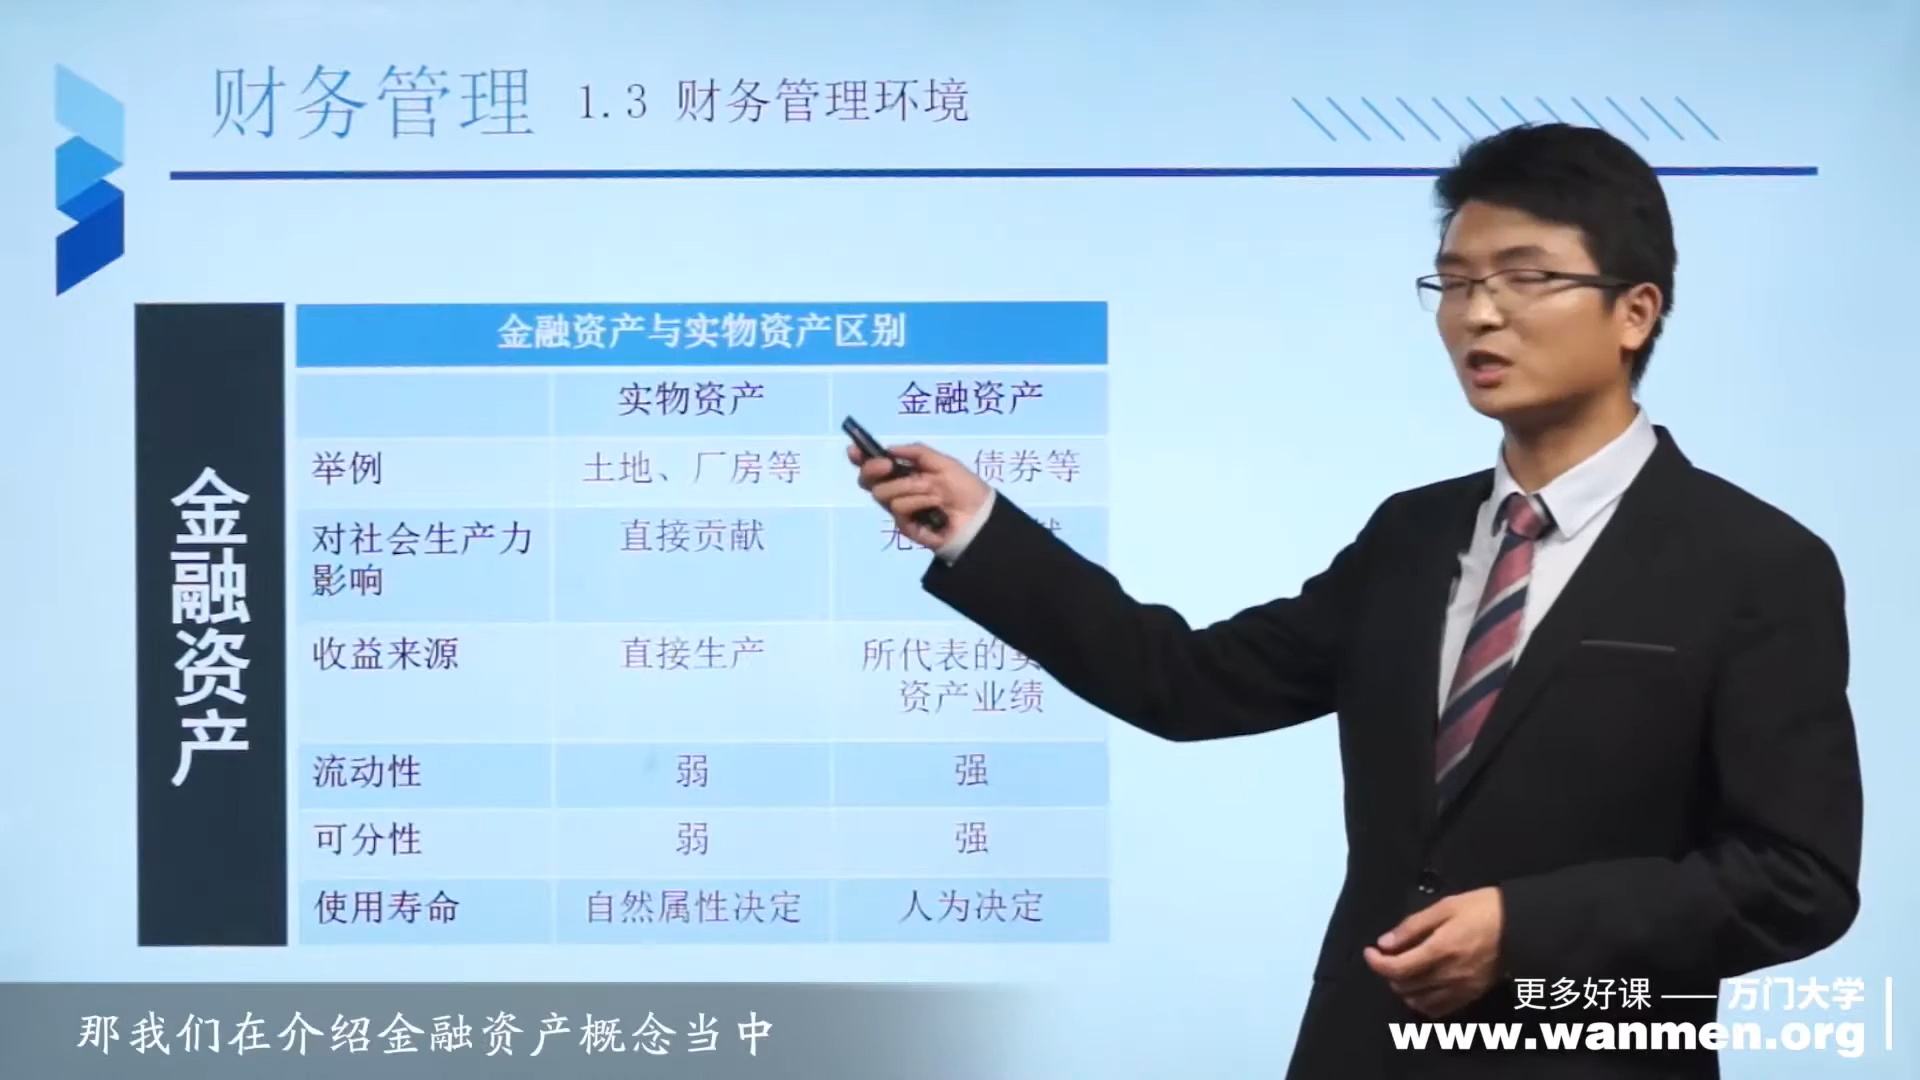 财务管理 1.3 财务管理环境
金融资产
金融资产与实物资产区别
实物资产 金融资产
举例 土地、厂房等 债券等
对社会生产力 直接贡献 无
影响
收益来源 直接生产 所代表的
资产业绩
流动性 弱 强
可分性 弱 强
使用寿命 自然属性决定 人为决定
那我们在介绍金融资产概念当中
更多好课 —— 万门大学
www.wanmen.org